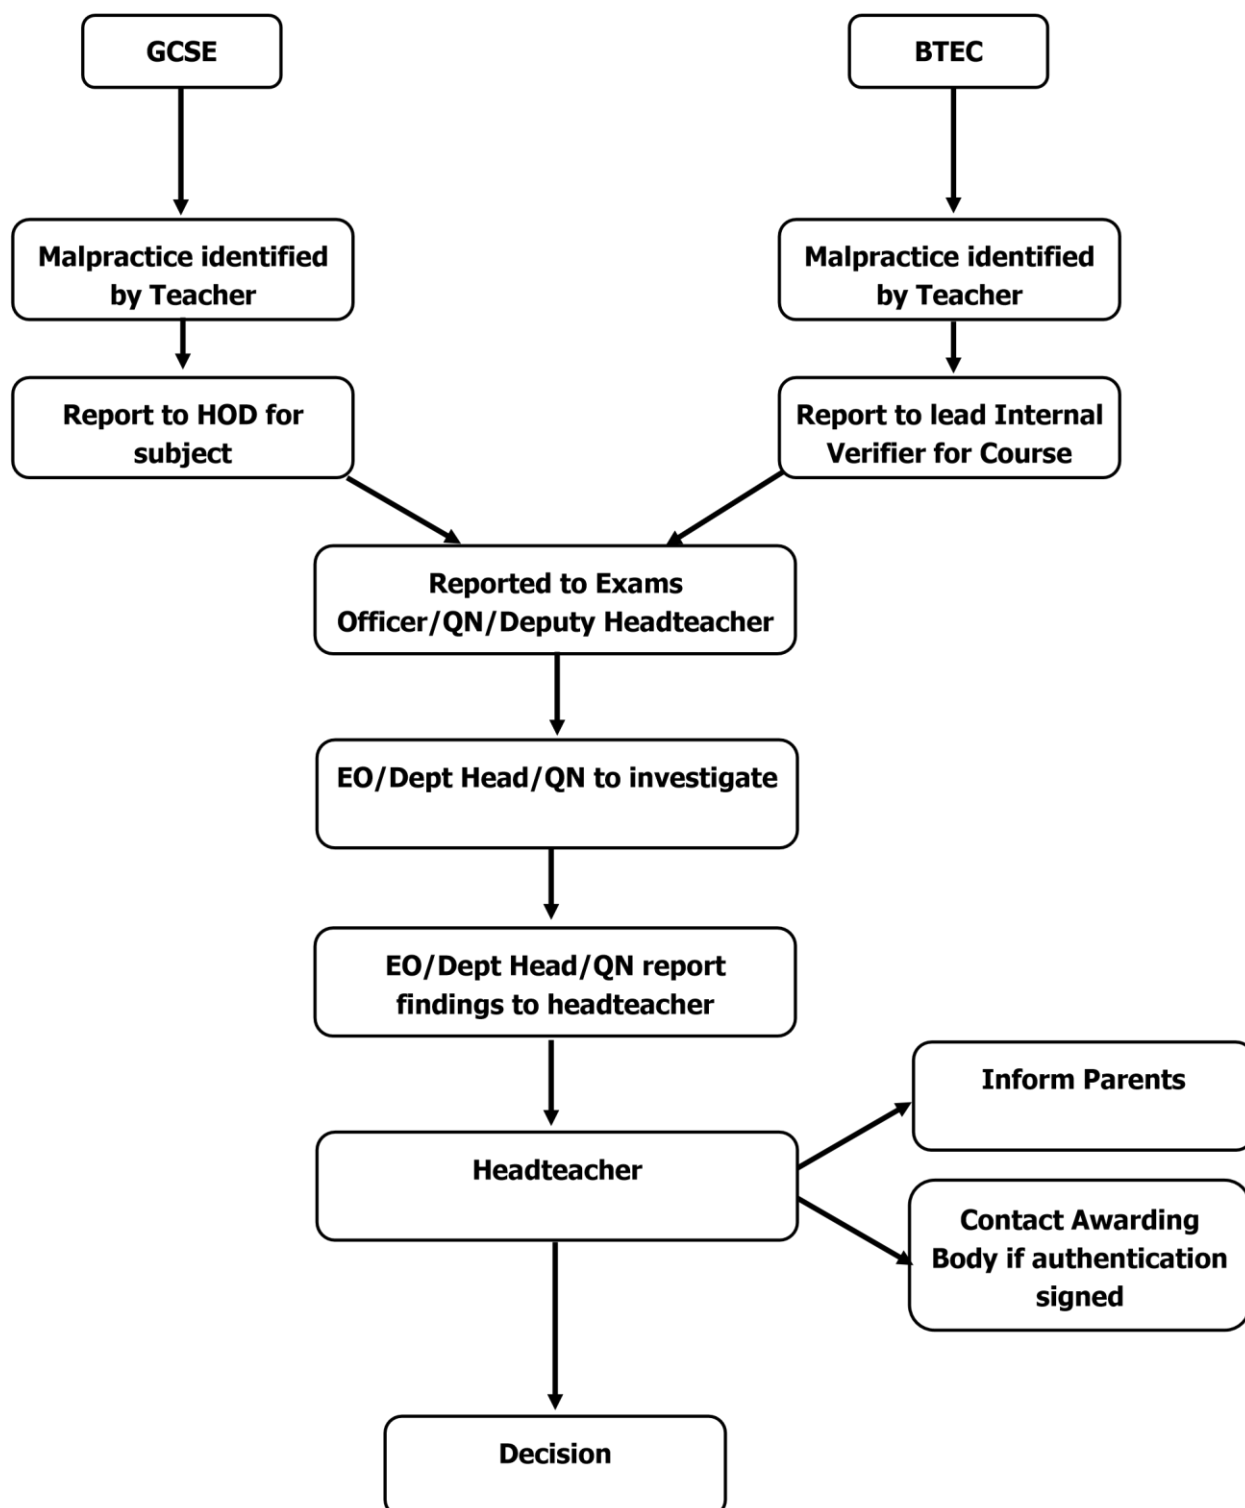 GCSE
BTEC
Malpractice identified
by Teacher
Malpractice identified
by Teacher
Report to HOD for
subject
Report to lead Internal
Verifier for Course
Reported to Exams
Officer/QN/Deputy Headteacher
EO/Dept Head/QN to investigate
EO/Dept Head/QN report
findings to headteacher
Inform Parents
Headteacher
Contact Awarding
Body if authentication
signed
Decision